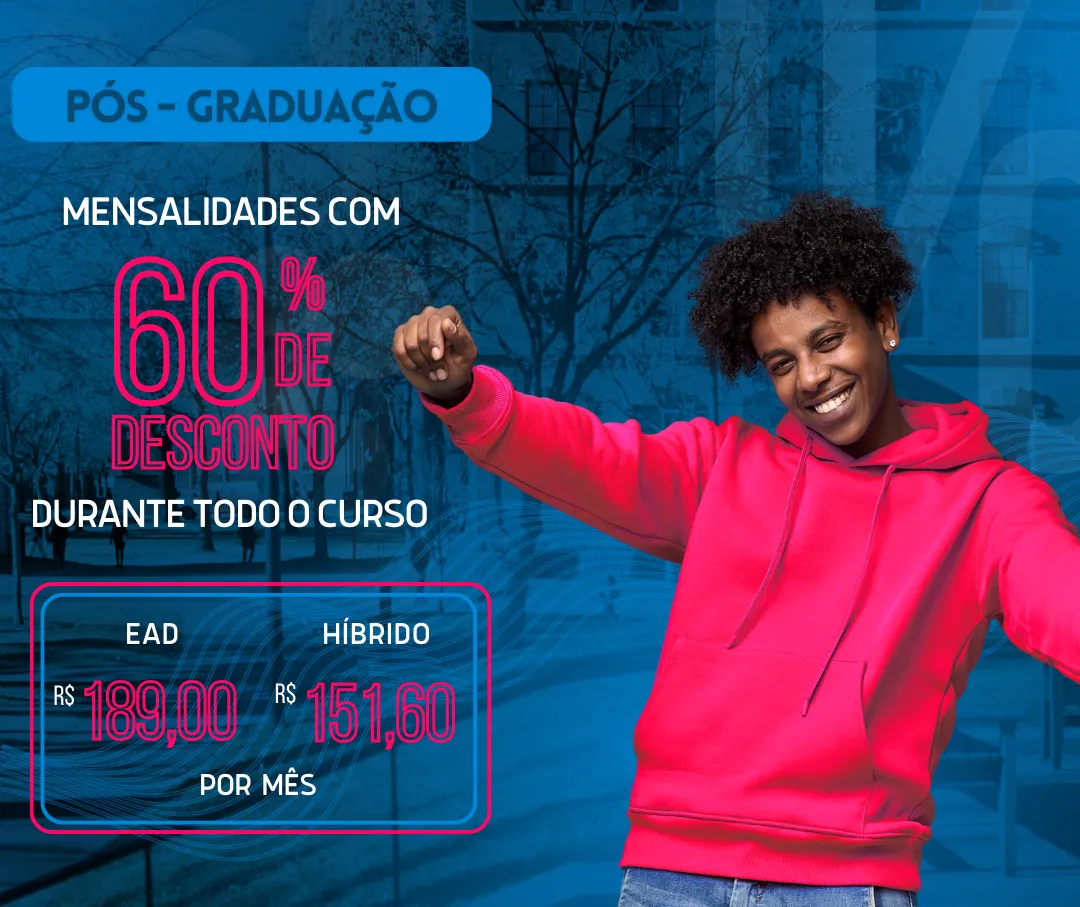 PÓS - GRADUAÇÃO
MENSALIDADES COM
60%
DE
DESCONTO
DURANTE TODO O CURSO
EAD
R$ 189,00
HÍBRIDO
R$ 151,60
POR MÊS